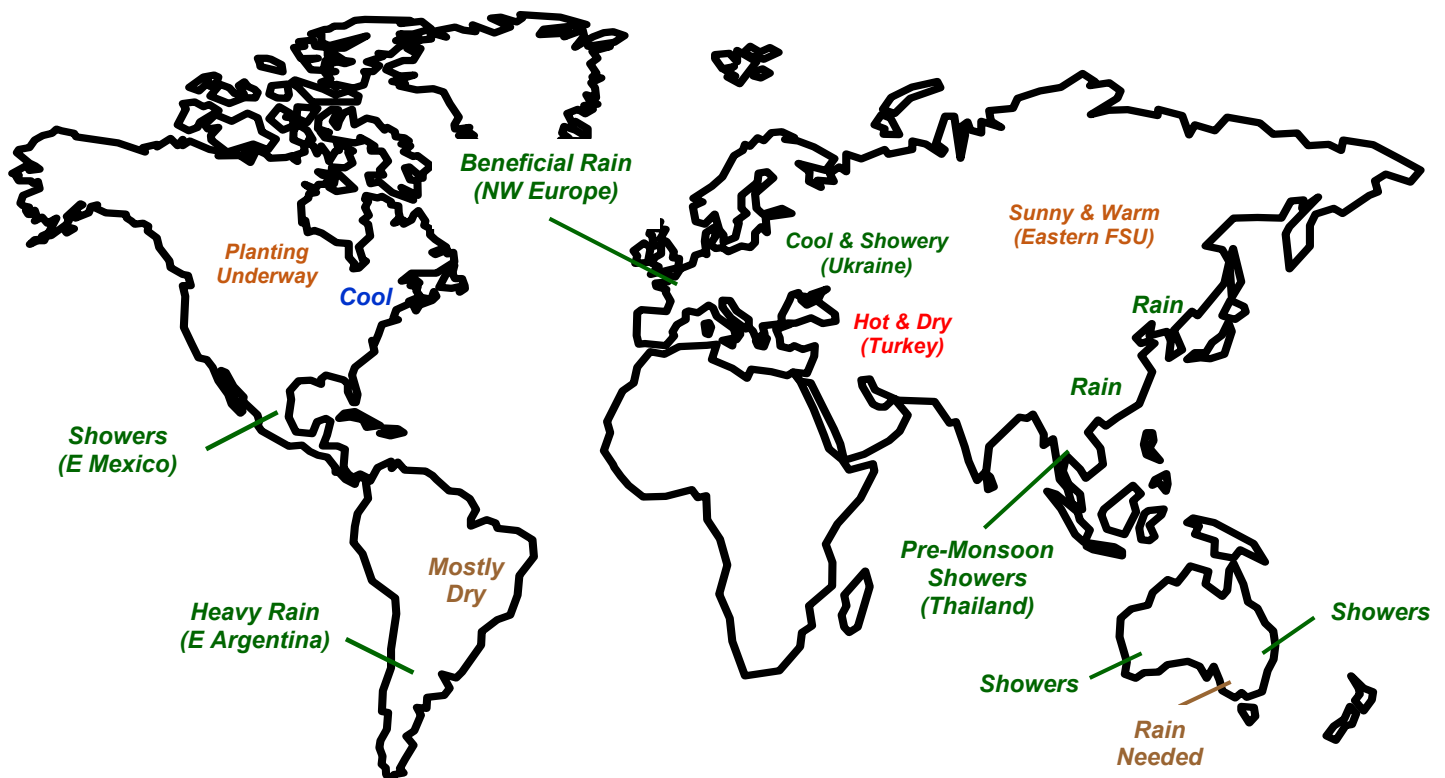 Beneficial Rain
(NW Europe)
Sunny & Warm
(Eastern FSU)
Planting
Underway
Cool & Showery
(Ukraine)
Cool
Rain
Hot & Dry
(Turkey)
Rain
Showers
(E Mexico)
Pre-Monsoon
Showers
(Thailand)
Mostly
Dry
Heavy Rain
(E Argentina)
Showers
Showers
Rain
Needed